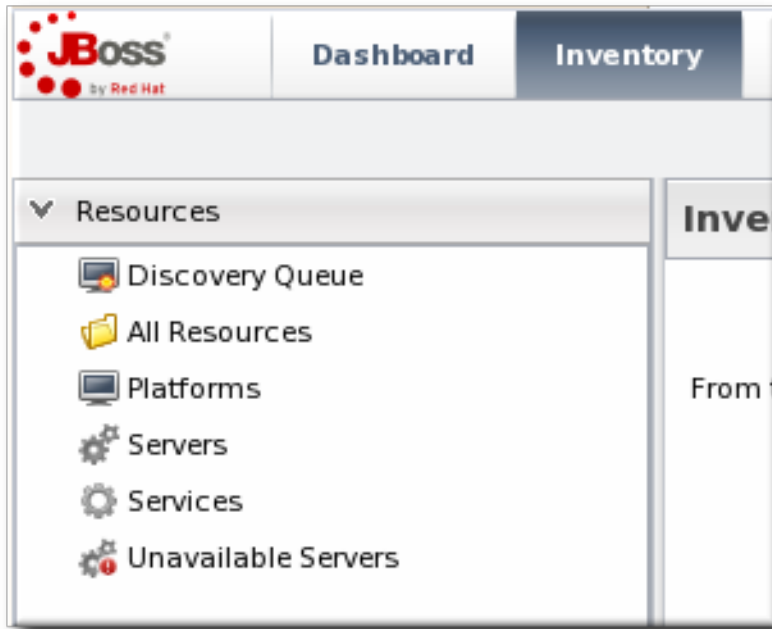 JBoss
by Red Hat
Dashboard
Inventory
Resources
Discovery Queue
All Resources
Platforms
Servers
Services
Unavailable Servers
Inve
From